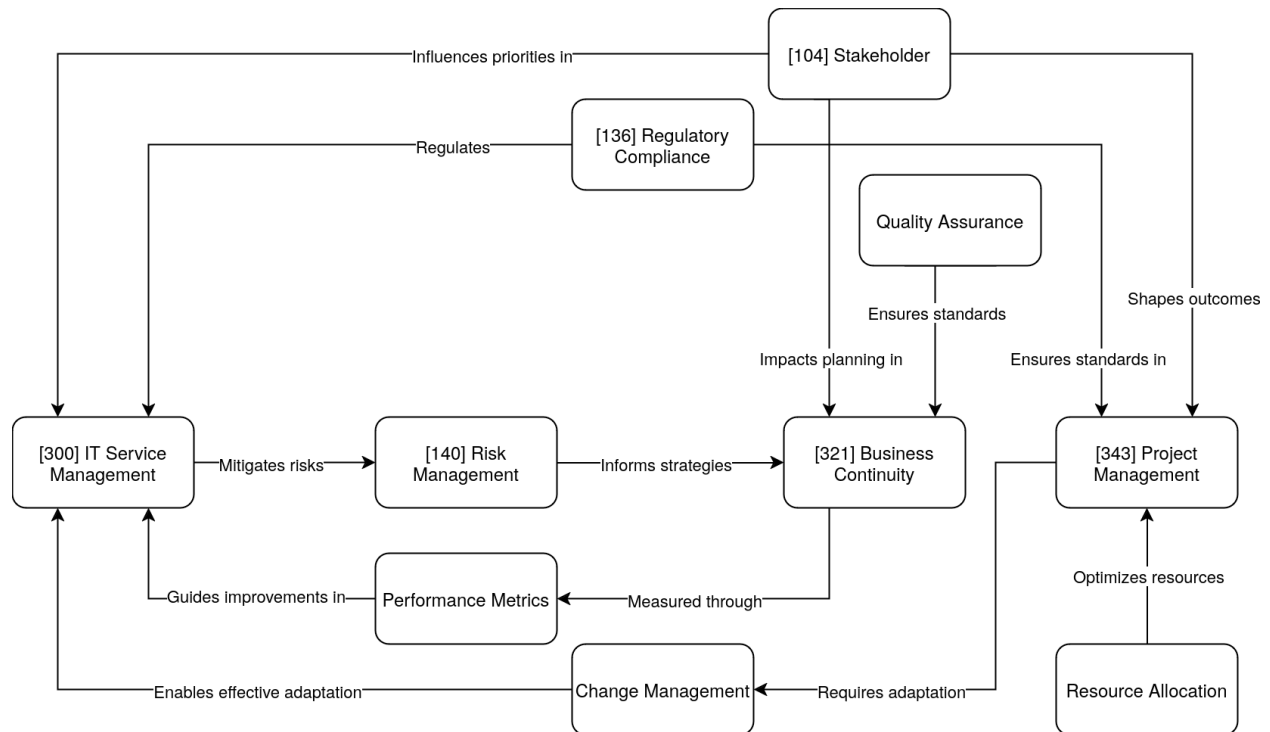 [104] Stakeholder
Influences priorities in
[136] Regulatory
Compliance
Regulates
Quality Assurance
Shapes outcomes
Ensures standards
Impacts planning in
Ensures standards in
[300] IT Service
Management
Mitigates risks
[140] Risk
Management
Informs strategies
[321] Business
Continuity
[343] Project
Management
Optimizes resources
Guides improvements in
Performance Metrics
Measured through
Enables effective adaptation
Change Management
Requires adaptation
Resource Allocation